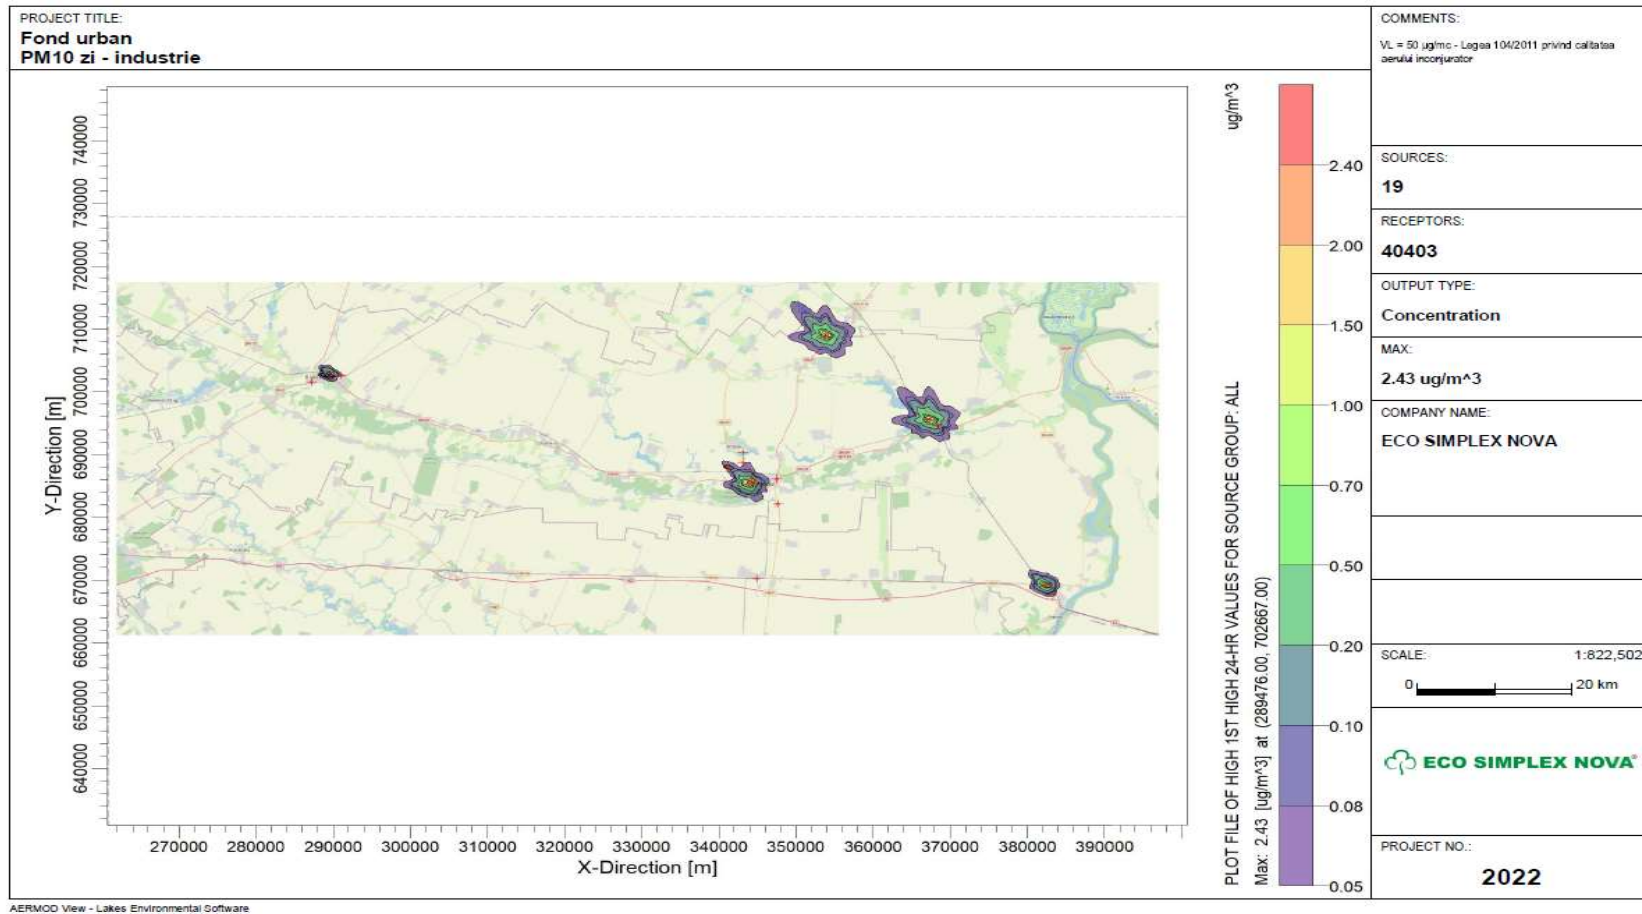 PROJECT TITLE:
Fond urban
PM10 zi - industrie
COMMENTS:
VL = 50 µg/mc - Legea 104/2011 privind calitatea
aerului inconjurator
SOURCES:
19
RECEPTORS:
40403
OUTPUT TYPE:
Concentration
MAX:
2.43 ug/m^3
COMPANY NAME:
ECO SIMPLEX NOVA
SCALE:
1:822,502
0 20 km
ECO SIMPLEX NOVA
PROJECT NO.:
2022
ug/m^3
2.40
2.00
1.50
1.00
0.70
0.50
0.20
0.10
0.08
0.05
PLOT FILE OF HIGH 1ST HIGH 24-HR VALUES FOR SOURCE GROUP: ALL
Max: 2.43 [ug/m^3] at (289476.00, 702667.00)
Y-Direction [m]
740000
730000
720000
710000
700000
690000
680000
670000
660000
650000
640000
270000 280000 290000 300000 310000 320000 330000 340000 350000 360000 370000 380000 390000
X-Direction [m]
AERMOD View - Lakes Environmental Software